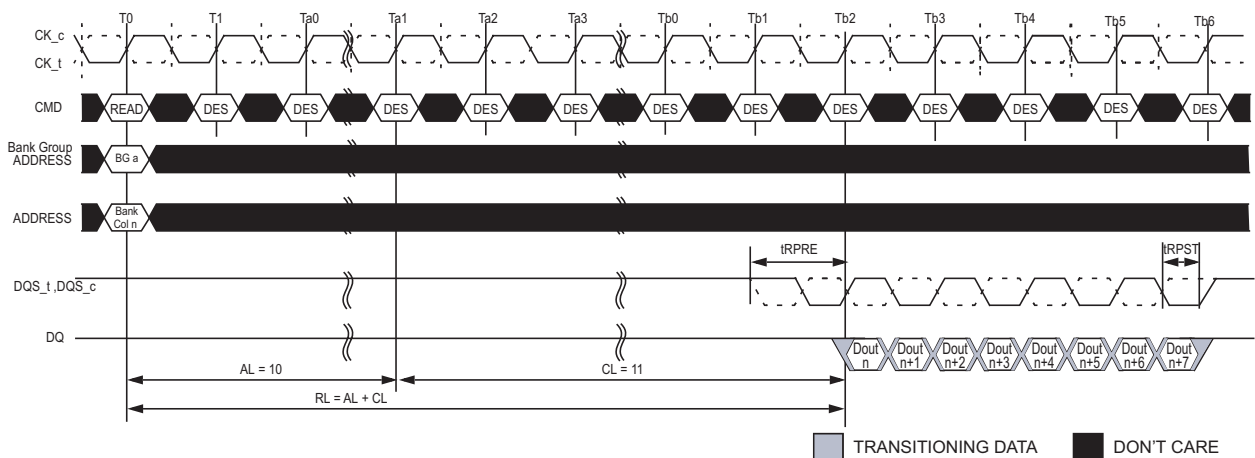 T0 T1 Ta0 Ta1 Ta2 Ta3 Tb0 Tb1 Tb2 Tb3 Tb4 Tb5 Tb6
CK_c
CK_t
CMD READ DES DES DES DES DES DES DES DES DES DES DES DES
Bank Group
ADDRESS BG a
ADDRESS Bank
Col n
tRPRE tRPST
DQS_t ,DQS_c
DQ Dout Dout Dout Dout Dout Dout Dout Dout
n n+1 n+2 n+3 n+4 n+5 n+6 n+7
AL = 10 CL = 11
RL = AL + CL
TRANSITIONING DATA DON'T CARE